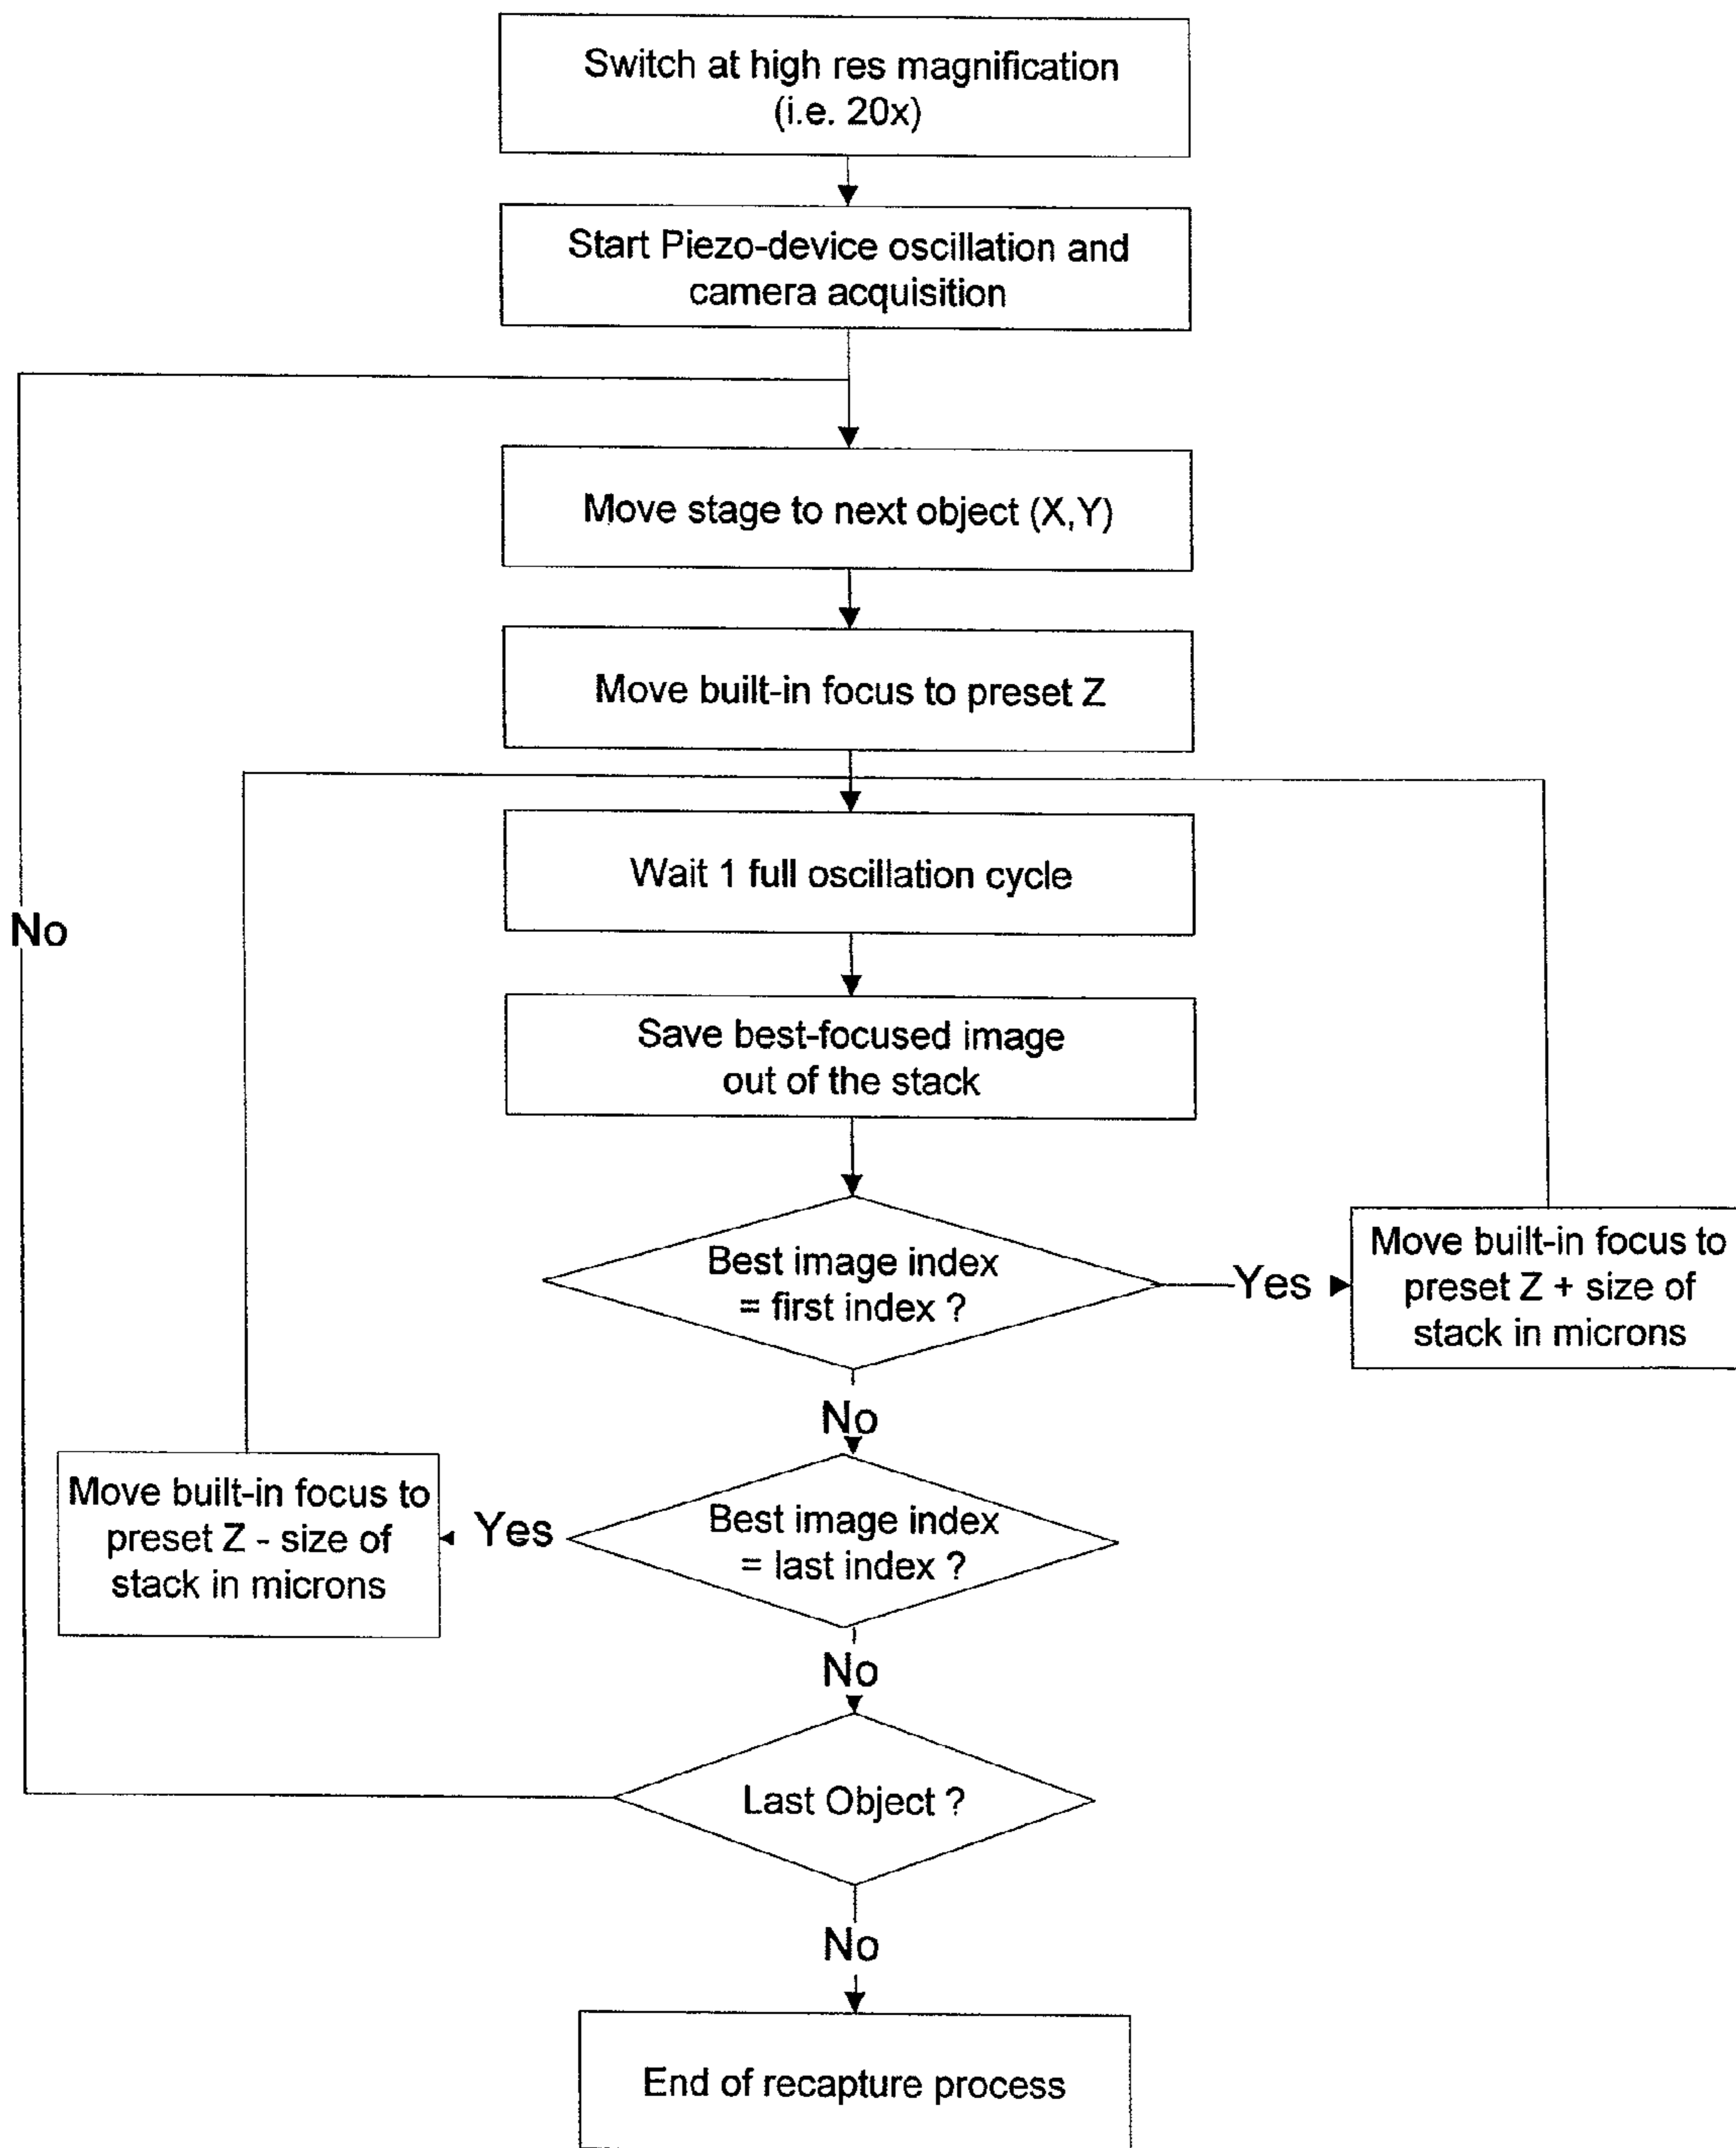 Switch at high res magnification
(i.e. 20x)
Start Piezo-device oscillation and
camera acquisition
Move stage to next object (X,Y)
Move built-in focus to preset Z
Wait 1 full oscillation cycle
No
Save best-focused image
out of the stack
Best image index
= first index ?
Yes
Move built-in focus to
preset Z + size of
stack in microns
No
Best image index
= last index ?
Yes
Move built-in focus to
preset Z - size of
stack in microns
No
Last Object ?
No
End of recapture process